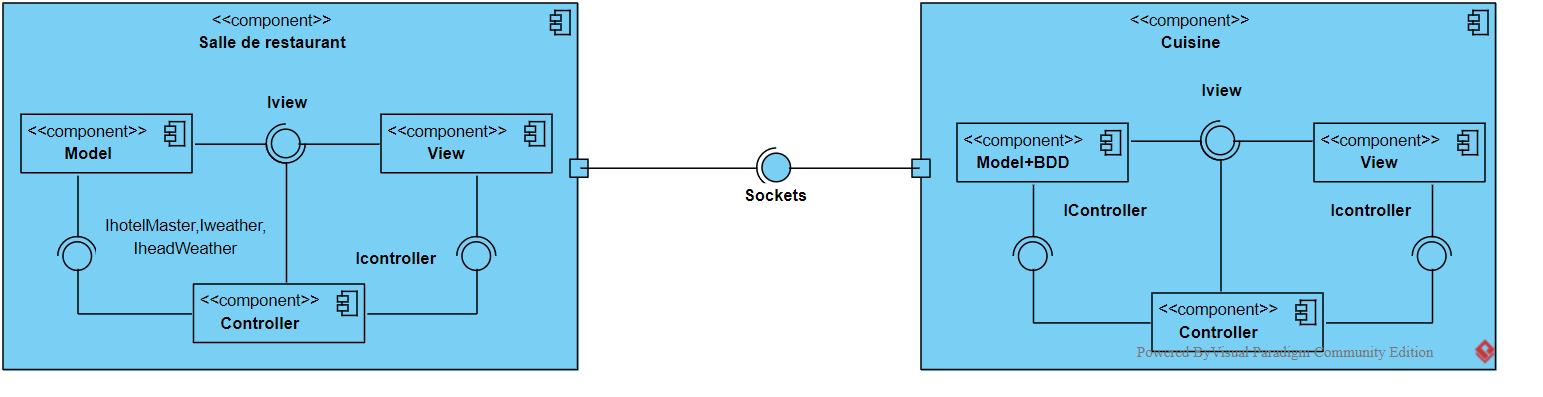 <<component>>
Salle de restaurant
Iview
<<component>>
Model
<<component>>
View
IhotelMaster,Iweather,
IheadWeather
Icontroller
<<component>>
Controller
Sockets
<<component>>
Cuisine
Iview
<<component>>
Model+BDD
<<component>>
View
IController
Icontroller
<<component>>
Controller
Powered By Visual Paradigm Community Edition